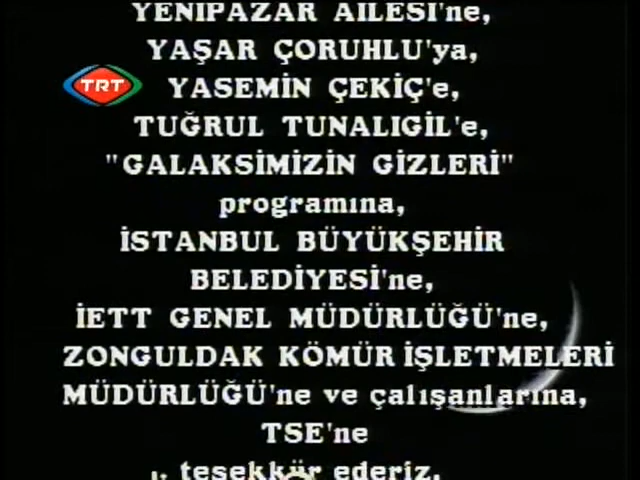 YENİPAZAR AİLESİ'ne,
YAŞAR ÇORUHLU'ya,
TRT
YASEMİN ÇEKİÇ'e,
TUĞRUL TUNALIGİL'e,
"GALAKSİMİZİN GİZLERİ"
programına,
İSTANBUL BÜYÜKŞEHİR
BELEDİYESİ'ne,
İETT GENEL MÜDÜRLÜĞÜ'ne,
ZONGULDAK KÖMÜR İŞLETMELERİ
MÜDÜRLÜĞÜ'ne ve çalışanlarına,
TSE'ne
teşekkür ederiz.